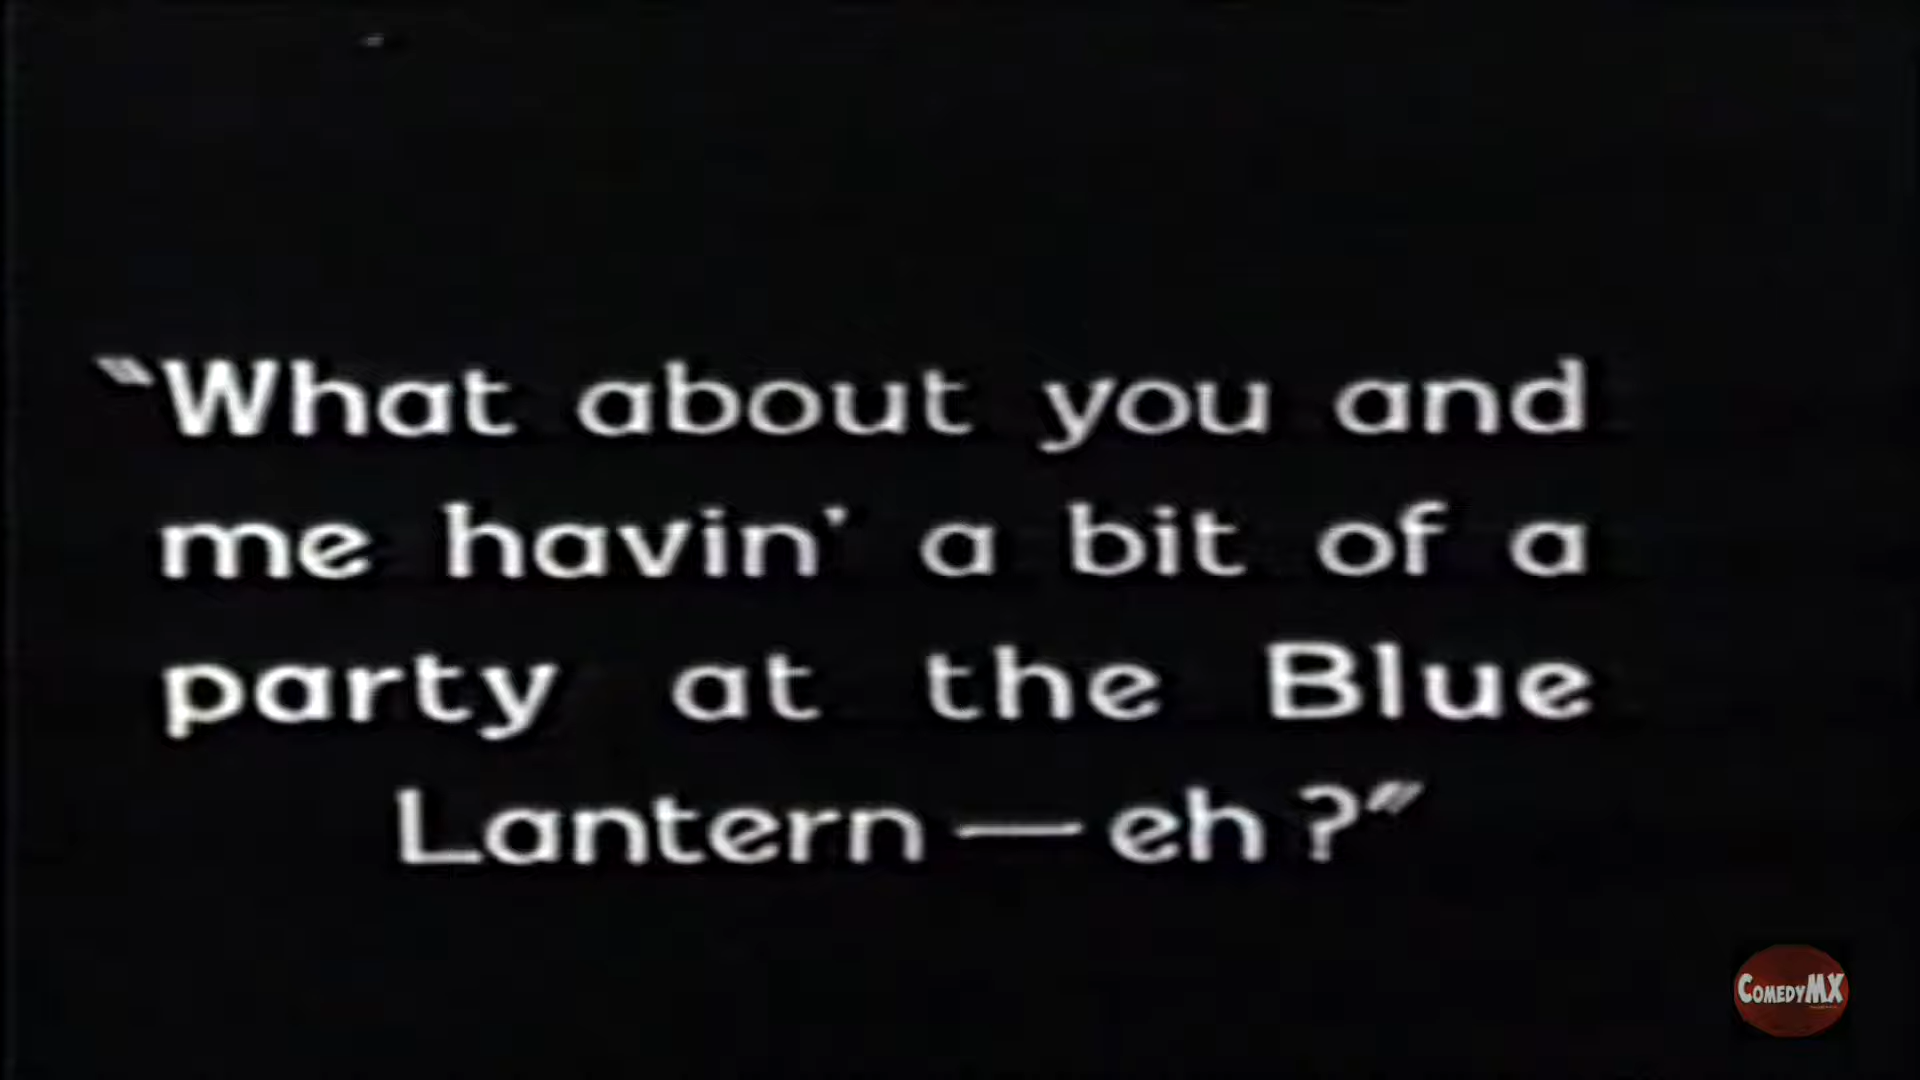 “What about you and
me havin’ a bit of a
party at the Blue
Lantern—eh?”
COMEDYMX